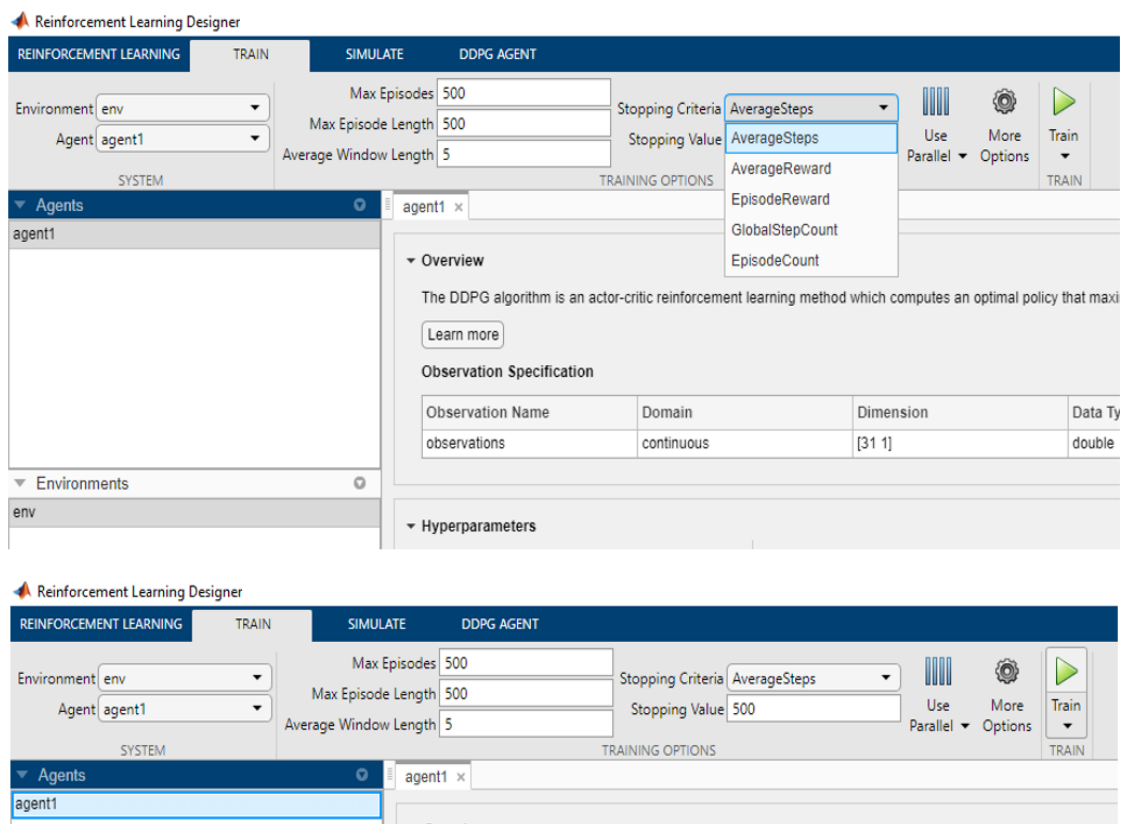 Reinforcement Learning Designer
REINFORCEMENT LEARNING TRAIN SIMULATE DDPG AGENT
Environment env
Agent agent1
SYSTEM
Max Episodes 500
Max Episode Length 500
Average Window Length 5
Stopping Criteria AverageSteps
Stopping Value
AverageSteps
AverageReward
EpisodeReward
GlobalStepCount
EpisodeCount
TRAINING OPTIONS
Use Parallel
More Options
Train
TRAIN
Agents
agent1
Environments
env
agent1 ×
Overview
The DDPG algorithm is an actor-critic reinforcement learning method which computes an optimal policy that maxi
Learn more
Observation Specification
Observation Name Domain Dimension Data Ty
observations continuous [31 1] double
Hyperparameters
Reinforcement Learning Designer
REINFORCEMENT LEARNING TRAIN SIMULATE DDPG AGENT
Environment env
Agent agent1
SYSTEM
Max Episodes 500
Max Episode Length 500
Average Window Length 5
Stopping Criteria AverageSteps
Stopping Value 500
TRAINING OPTIONS
Use Parallel
More Options
Train
TRAIN
Agents
agent1
agent1 ×